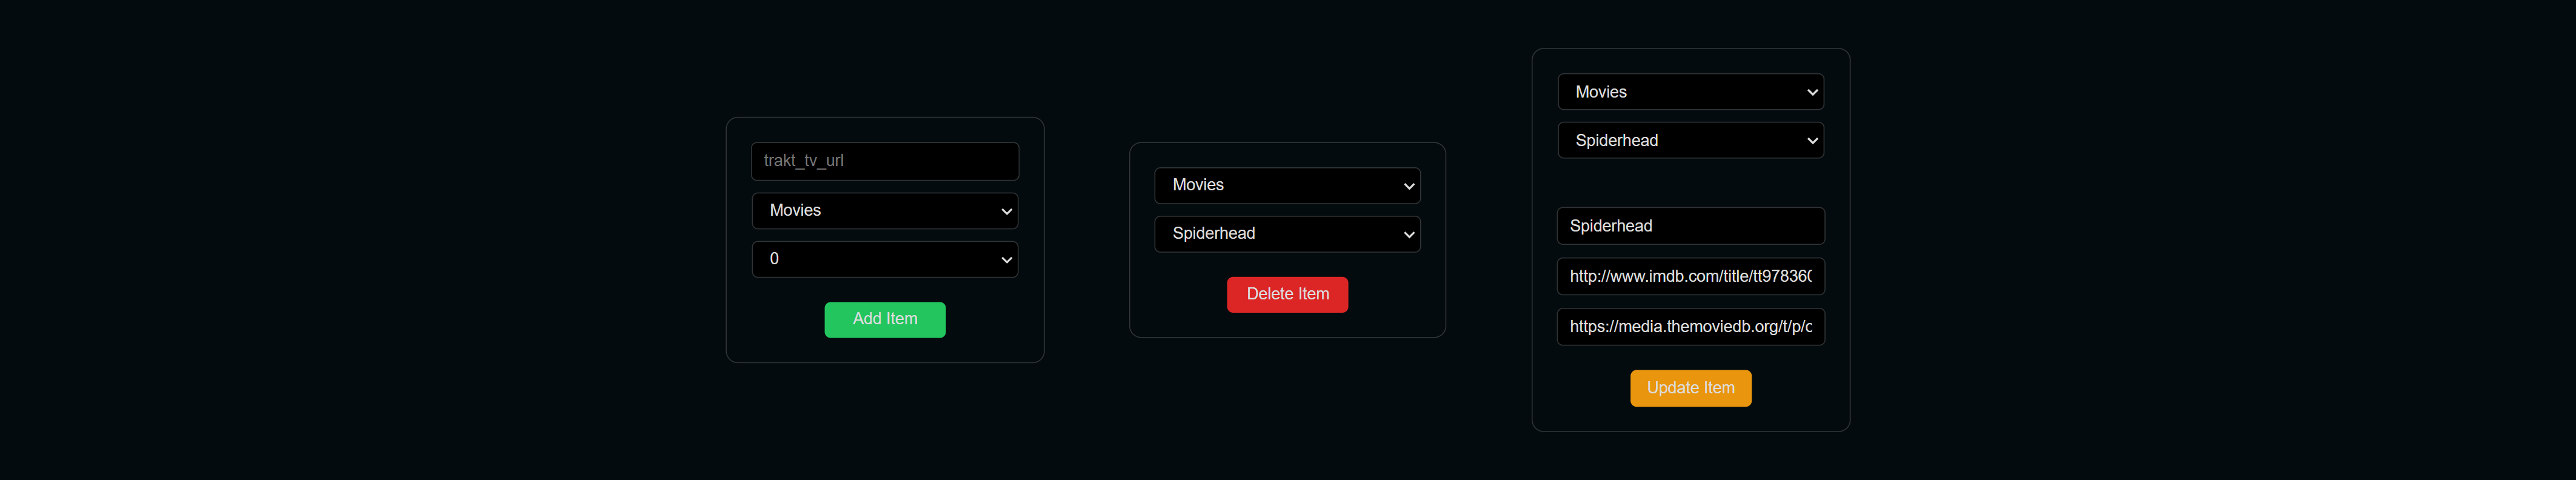 trakt_tv_url
Movies
0
Add Item
Movies
Spiderhead
Delete Item
Movies
Spiderhead
Spiderhead
http://www.imdb.com/title/tt97836
https://media.themoviedb.org/t/p/
Update Item